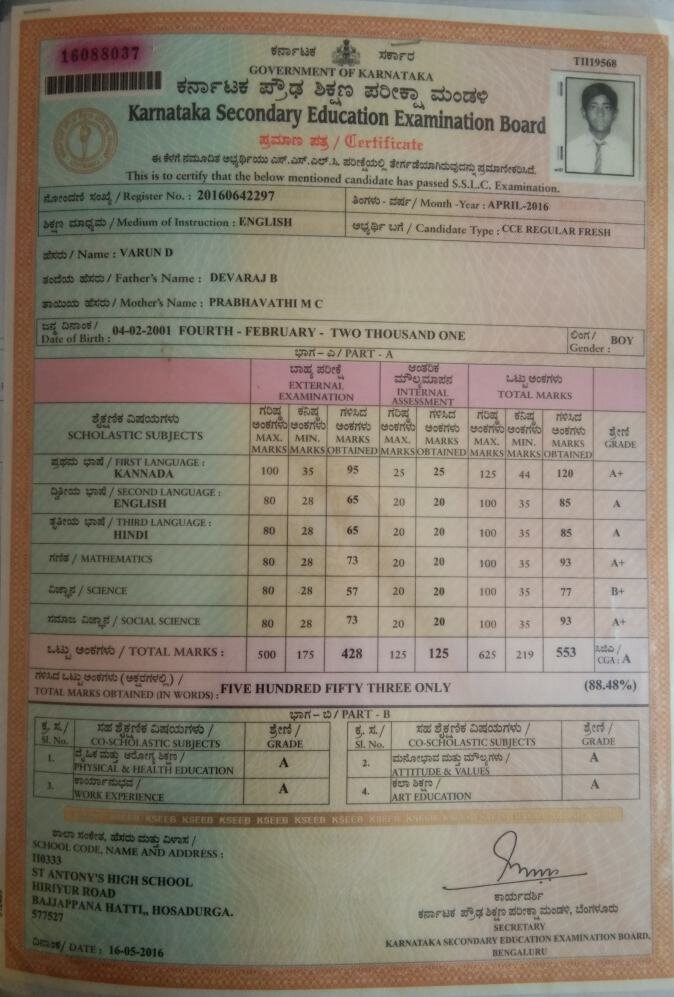 16088037
ಕರ್ನಾಟಕ ಸರ್ಕಾರ
TII19568
GOVERNMENT OF KARNATAKA
ಕರ್ನಾಟಕ ಪ್ರೌಢ ಶಿಕ್ಷಣ ಪರೀಕ್ಷಾ ಮಂಡಳಿ
Karnataka Secondary Education Examination Board
ಪ್ರಮಾಣ ಪತ್ರ / Certificate
ಈ ಕೆಳಗೆ ನಮೂದಿತ ಅಭ್ಯರ್ಥಿಯು ಎಸ್.ಎಸ್.ಎಲ್.ಸಿ. ಪರೀಕ್ಷೆಯಲ್ಲಿ ತೇರ್ಗಡೆಯಾಗಿರುವುದನ್ನು ಪ್ರಮಾಣೀಕರಿಸಿದೆ.
This is to certify that the below mentioned candidate has passed S.S.L.C. Examination.
ನೋಂದಣಿ ಸಂಖ್ಯೆ / Register No. : 20160642297
ತಿಂಗಳು - ವರ್ಷ / Month -Year : APRIL-2016
ಶಿಕ್ಷಣ ಮಾಧ್ಯಮ / Medium of Instruction : ENGLISH
ಅಭ್ಯರ್ಥಿ ಬಗೆ / Candidate Type : CCE REGULAR FRESH
ಹೆಸರು / Name : VARUN D
ತಂದೆಯ ಹೆಸರು / Father's Name : DEVARAJ B
ತಾಯಿಯ ಹೆಸರು / Mother's Name : PRABHAVATHI M C
ಜನ್ಮ ದಿನಾಂಕ / Date of Birth : 04-02-2001 FOURTH - FEBRUARY - TWO THOUSAND ONE
ಲಿಂಗ / Gender : BOY
ಭಾಗ – ಎ / PART - A
ಶೈಕ್ಷಣಿಕ ವಿಷಯಗಳು
SCHOLASTIC SUBJECTS
ಬಾಹ್ಯ ಪರೀಕ್ಷೆ
EXTERNAL EXAMINATION
ಆಂತರಿಕ ಮೌಲ್ಯಮಾಪನ
INTERNAL ASSESSMENT
ಒಟ್ಟು ಅಂಕಗಳು
TOTAL MARKS
ಗರಿಷ್ಠ ಅಂಕಗಳು MAX. MARKS
ಕನಿಷ್ಠ ಅಂಕಗಳು MIN. MARKS
ಗಳಿಸಿದ ಅಂಕಗಳು MARKS OBTAINED
ಗರಿಷ್ಠ ಅಂಕಗಳು MAX. MARKS
ಗಳಿಸಿದ ಅಂಕಗಳು MARKS OBTAINED
ಗರಿಷ್ಠ ಅಂಕಗಳು MAX. MARKS
ಕನಿಷ್ಠ ಅಂಕಗಳು MIN. MARKS
ಗಳಿಸಿದ ಅಂಕಗಳು MARKS OBTAINED
ಶ್ರೇಣಿ GRADE
ಪ್ರಥಮ ಭಾಷೆ / FIRST LANGUAGE :
KANNADA 100 35 95 25 25 125 44 120 A+
ದ್ವಿತೀಯ ಭಾಷೆ / SECOND LANGUAGE :
ENGLISH 80 28 65 20 20 100 35 85 A
ತೃತೀಯ ಭಾಷೆ / THIRD LANGUAGE :
HINDI 80 28 65 20 20 100 35 85 A
ಗಣಿತ / MATHEMATICS 80 28 73 20 20 100 35 93 A+
ವಿಜ್ಞಾನ / SCIENCE 80 28 57 20 20 100 35 77 B+
ಸಮಾಜ ವಿಜ್ಞಾನ / SOCIAL SCIENCE 80 28 73 20 20 100 35 93 A+
ಒಟ್ಟು ಅಂಕಗಳು / TOTAL MARKS : 500 175 428 125 125 625 219 553 ಸಿಜಿಎ / CGA : A
ಗಳಿಸಿದ ಒಟ್ಟು ಅಂಕಗಳು (ಅಕ್ಷರಗಳಲ್ಲಿ) /
TOTAL MARKS OBTAINED (IN WORDS) : FIVE HUNDRED FIFTY THREE ONLY (88.48%)
ಭಾಗ – ಬಿ / PART - B
ಕ್ರ. ಸ. / Sl. No. ಸಹ ಶೈಕ್ಷಣಿಕ ವಿಷಯಗಳು / CO-SCHOLASTIC SUBJECTS ಶ್ರೇಣಿ / GRADE
ಕ್ರ. ಸ. / Sl. No. ಸಹ ಶೈಕ್ಷಣಿಕ ವಿಷಯಗಳು / CO-SCHOLASTIC SUBJECTS ಶ್ರೇಣಿ / GRADE
1. ದೈಹಿಕ ಮತ್ತು ಆರೋಗ್ಯ ಶಿಕ್ಷಣ / PHYSICAL & HEALTH EDUCATION A
2. ಮನೋಭಾವ ಮತ್ತು ಮೌಲ್ಯಗಳು / ATTITUDE & VALUES A
3. ಕಾರ್ಯಾನುಭವ / WORK EXPERIENCE A
4. ಕಲಾ ಶಿಕ್ಷಣ / ART EDUCATION A
KSEEB KSEEB KSEEB KSEEB KSEEB KSEEB
ಶಾಲಾ ಸಂಕೇತ, ಹೆಸರು ಮತ್ತು ವಿಳಾಸ /
SCHOOL CODE, NAME AND ADDRESS :
II0333
ST ANTONY'S HIGH SCHOOL
HIRIYUR ROAD
BAJJAPPANA HATTI,, HOSADURGA.
577527
ದಿನಾಂಕ / DATE : 16-05-2016
ಕಾರ್ಯದರ್ಶಿ
ಕರ್ನಾಟಕ ಪ್ರೌಢ ಶಿಕ್ಷಣ ಪರೀಕ್ಷಾ ಮಂಡಳಿ, ಬೆಂಗಳೂರು
SECRETARY
KARNATAKA SECONDARY EDUCATION EXAMINATION BOARD,
BENGALURU